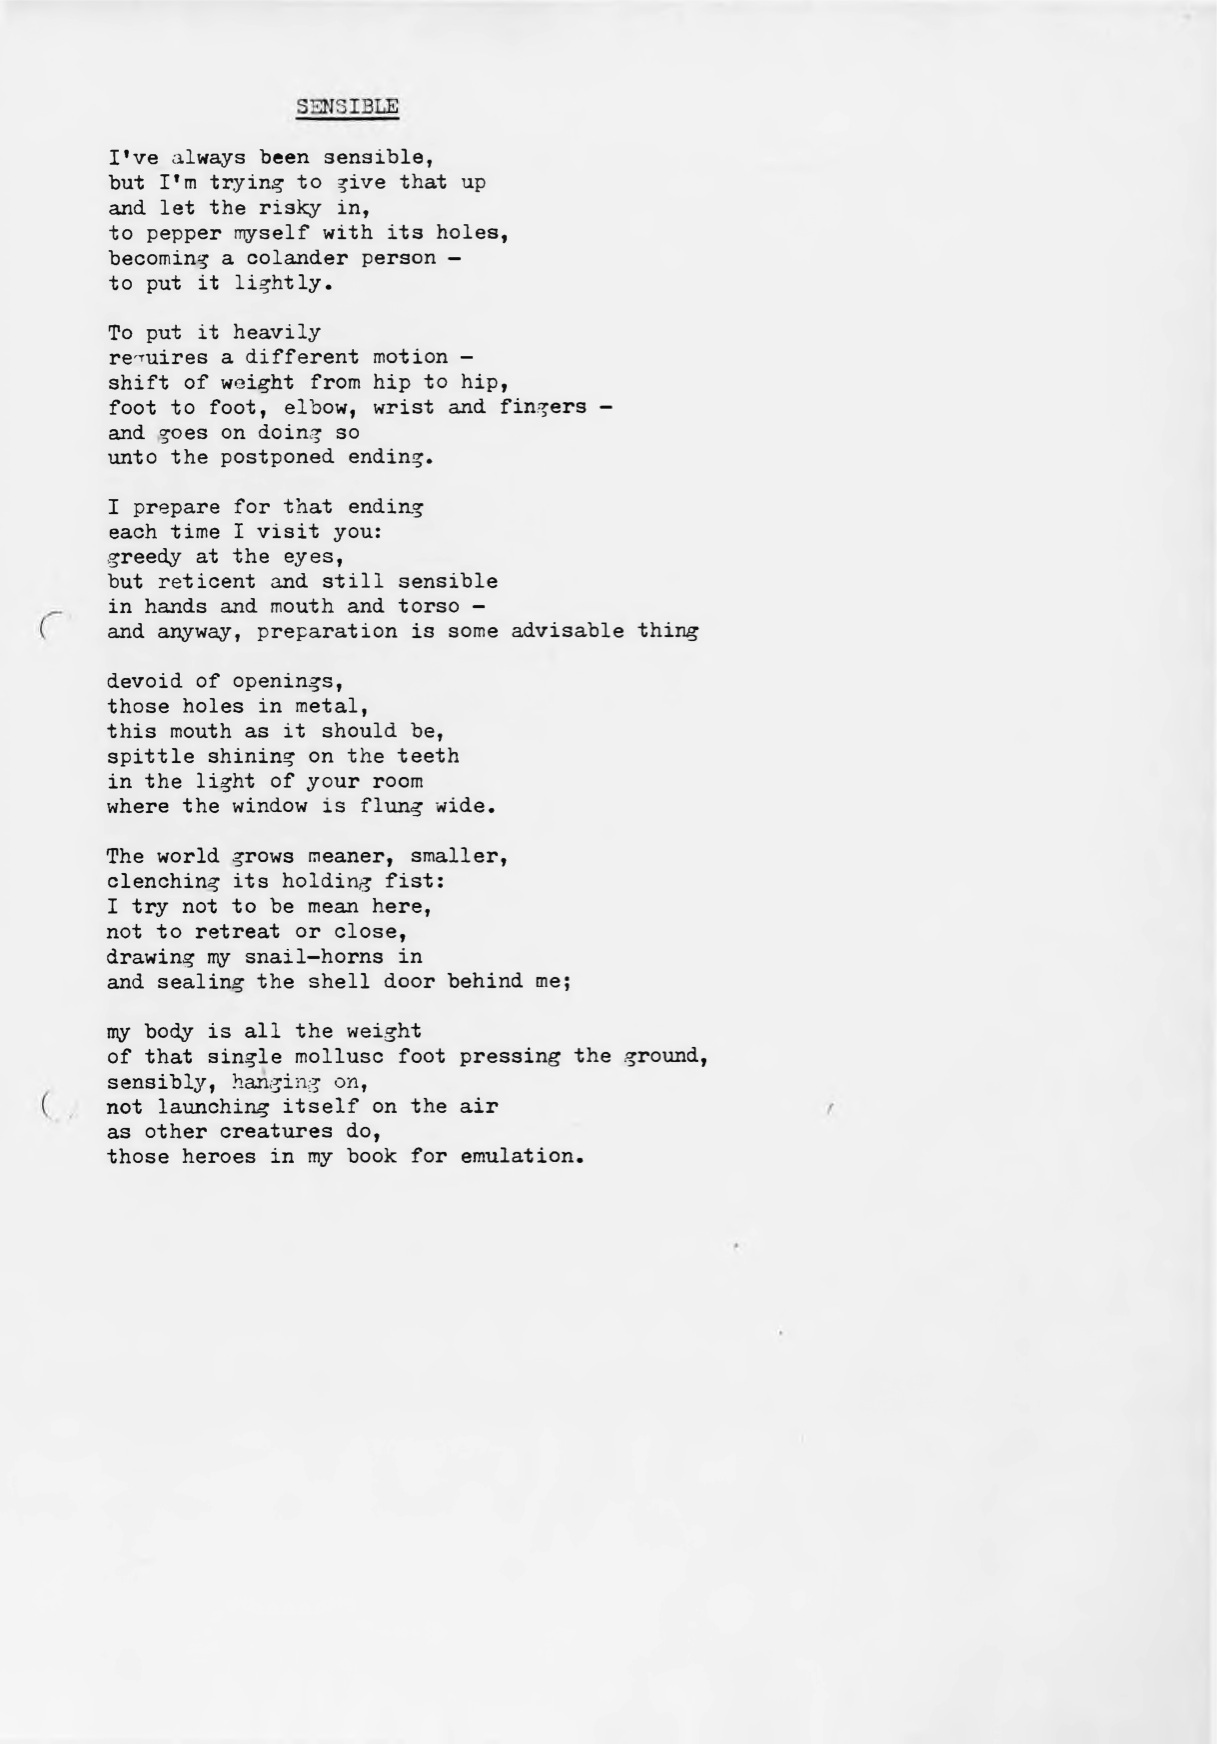 SENSIBLE
I've always been sensible,
but I'm trying to give that up
and let the risky in,
to pepper myself with its holes,
becoming a colander person –
to put it lightly.
To put it heavily
requires a different motion –
shift of weight from hip to hip,
foot to foot, elbow, wrist and fingers –
and goes on doing so
unto the postponed ending.
I prepare for that ending
each time I visit you:
greedy at the eyes,
but reticent and still sensible
in hands and mouth and torso –
and anyway, preparation is some advisable thing
devoid of openings,
those holes in metal,
this mouth as it should be,
spittle shining on the teeth
in the light of your room
where the window is flung wide.
The world grows meaner, smaller,
clenching its holding fist:
I try not to be mean here,
not to retreat or close,
drawing my snail-horns in
and sealing the shell door behind me;
my body is all the weight
of that single mollusc foot pressing the ground,
sensibly, hanging on,
not launching itself on the air
as other creatures do,
those heroes in my book for emulation.